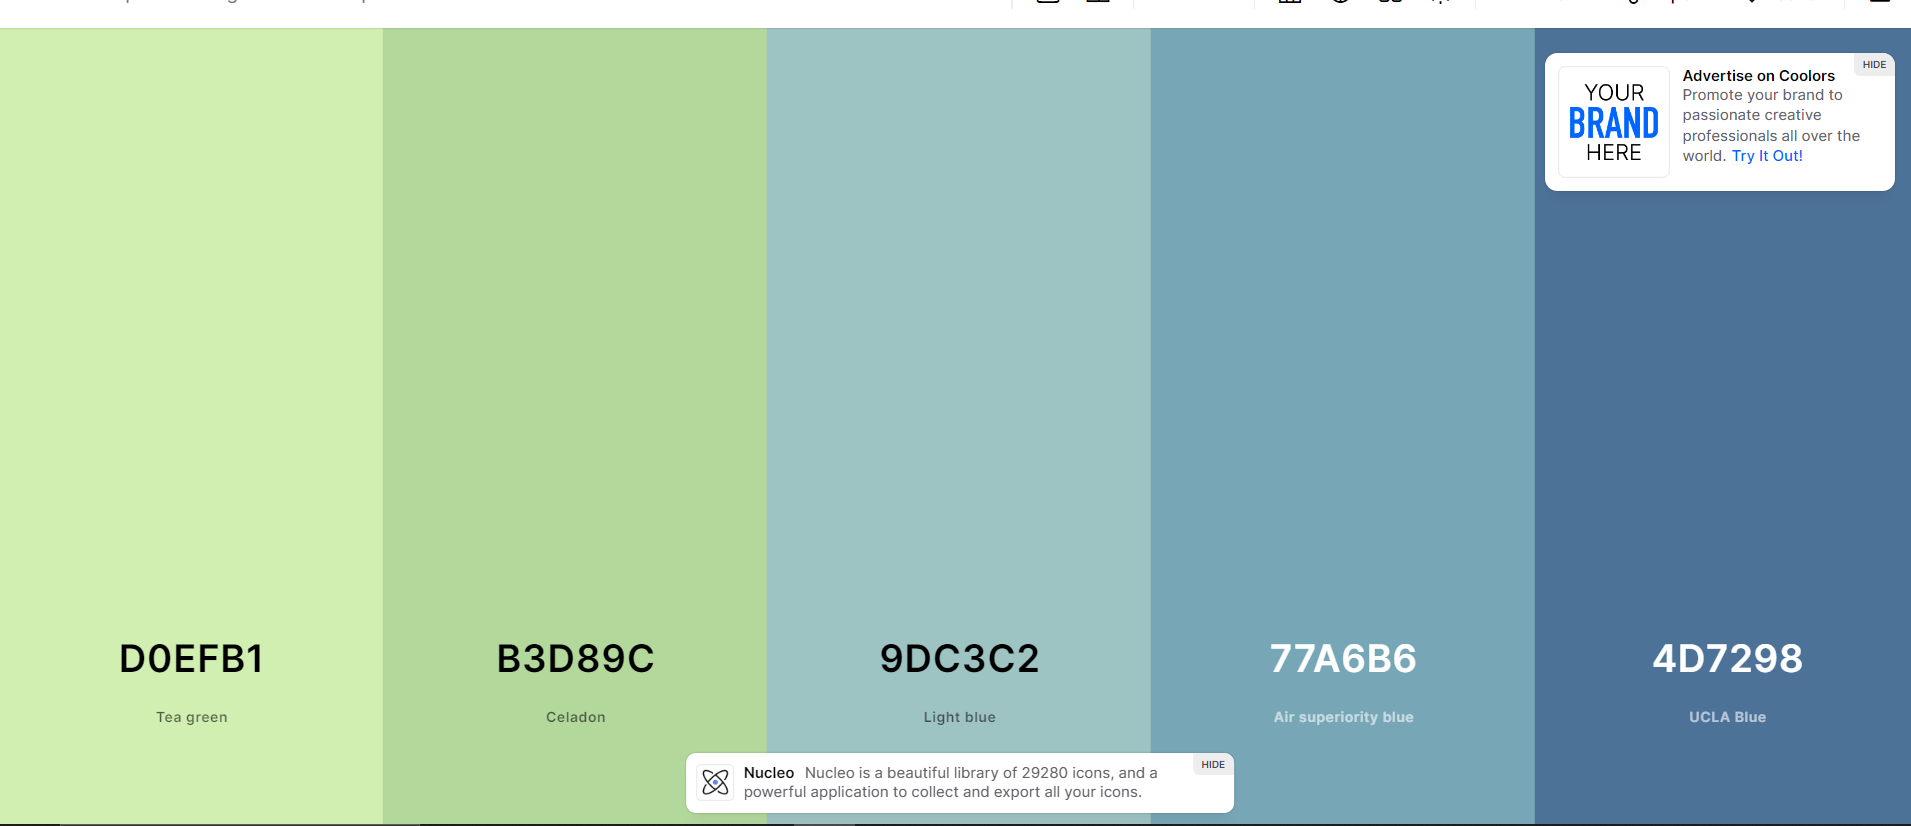 HIDE
YOUR
BRAND
HERE
Advertise on Coolors
Promote your brand to
passionate creative
professionals all over the
world. Try It Out!
D0EFB1
Tea green
B3D89C
Celadon
9DC3C2
Light blue
77A6B6
Air superiority blue
4D7298
UCLA Blue
HIDE
Nucleo Nucleo is a beautiful library of 29280 icons, and a
powerful application to collect and export all your icons.